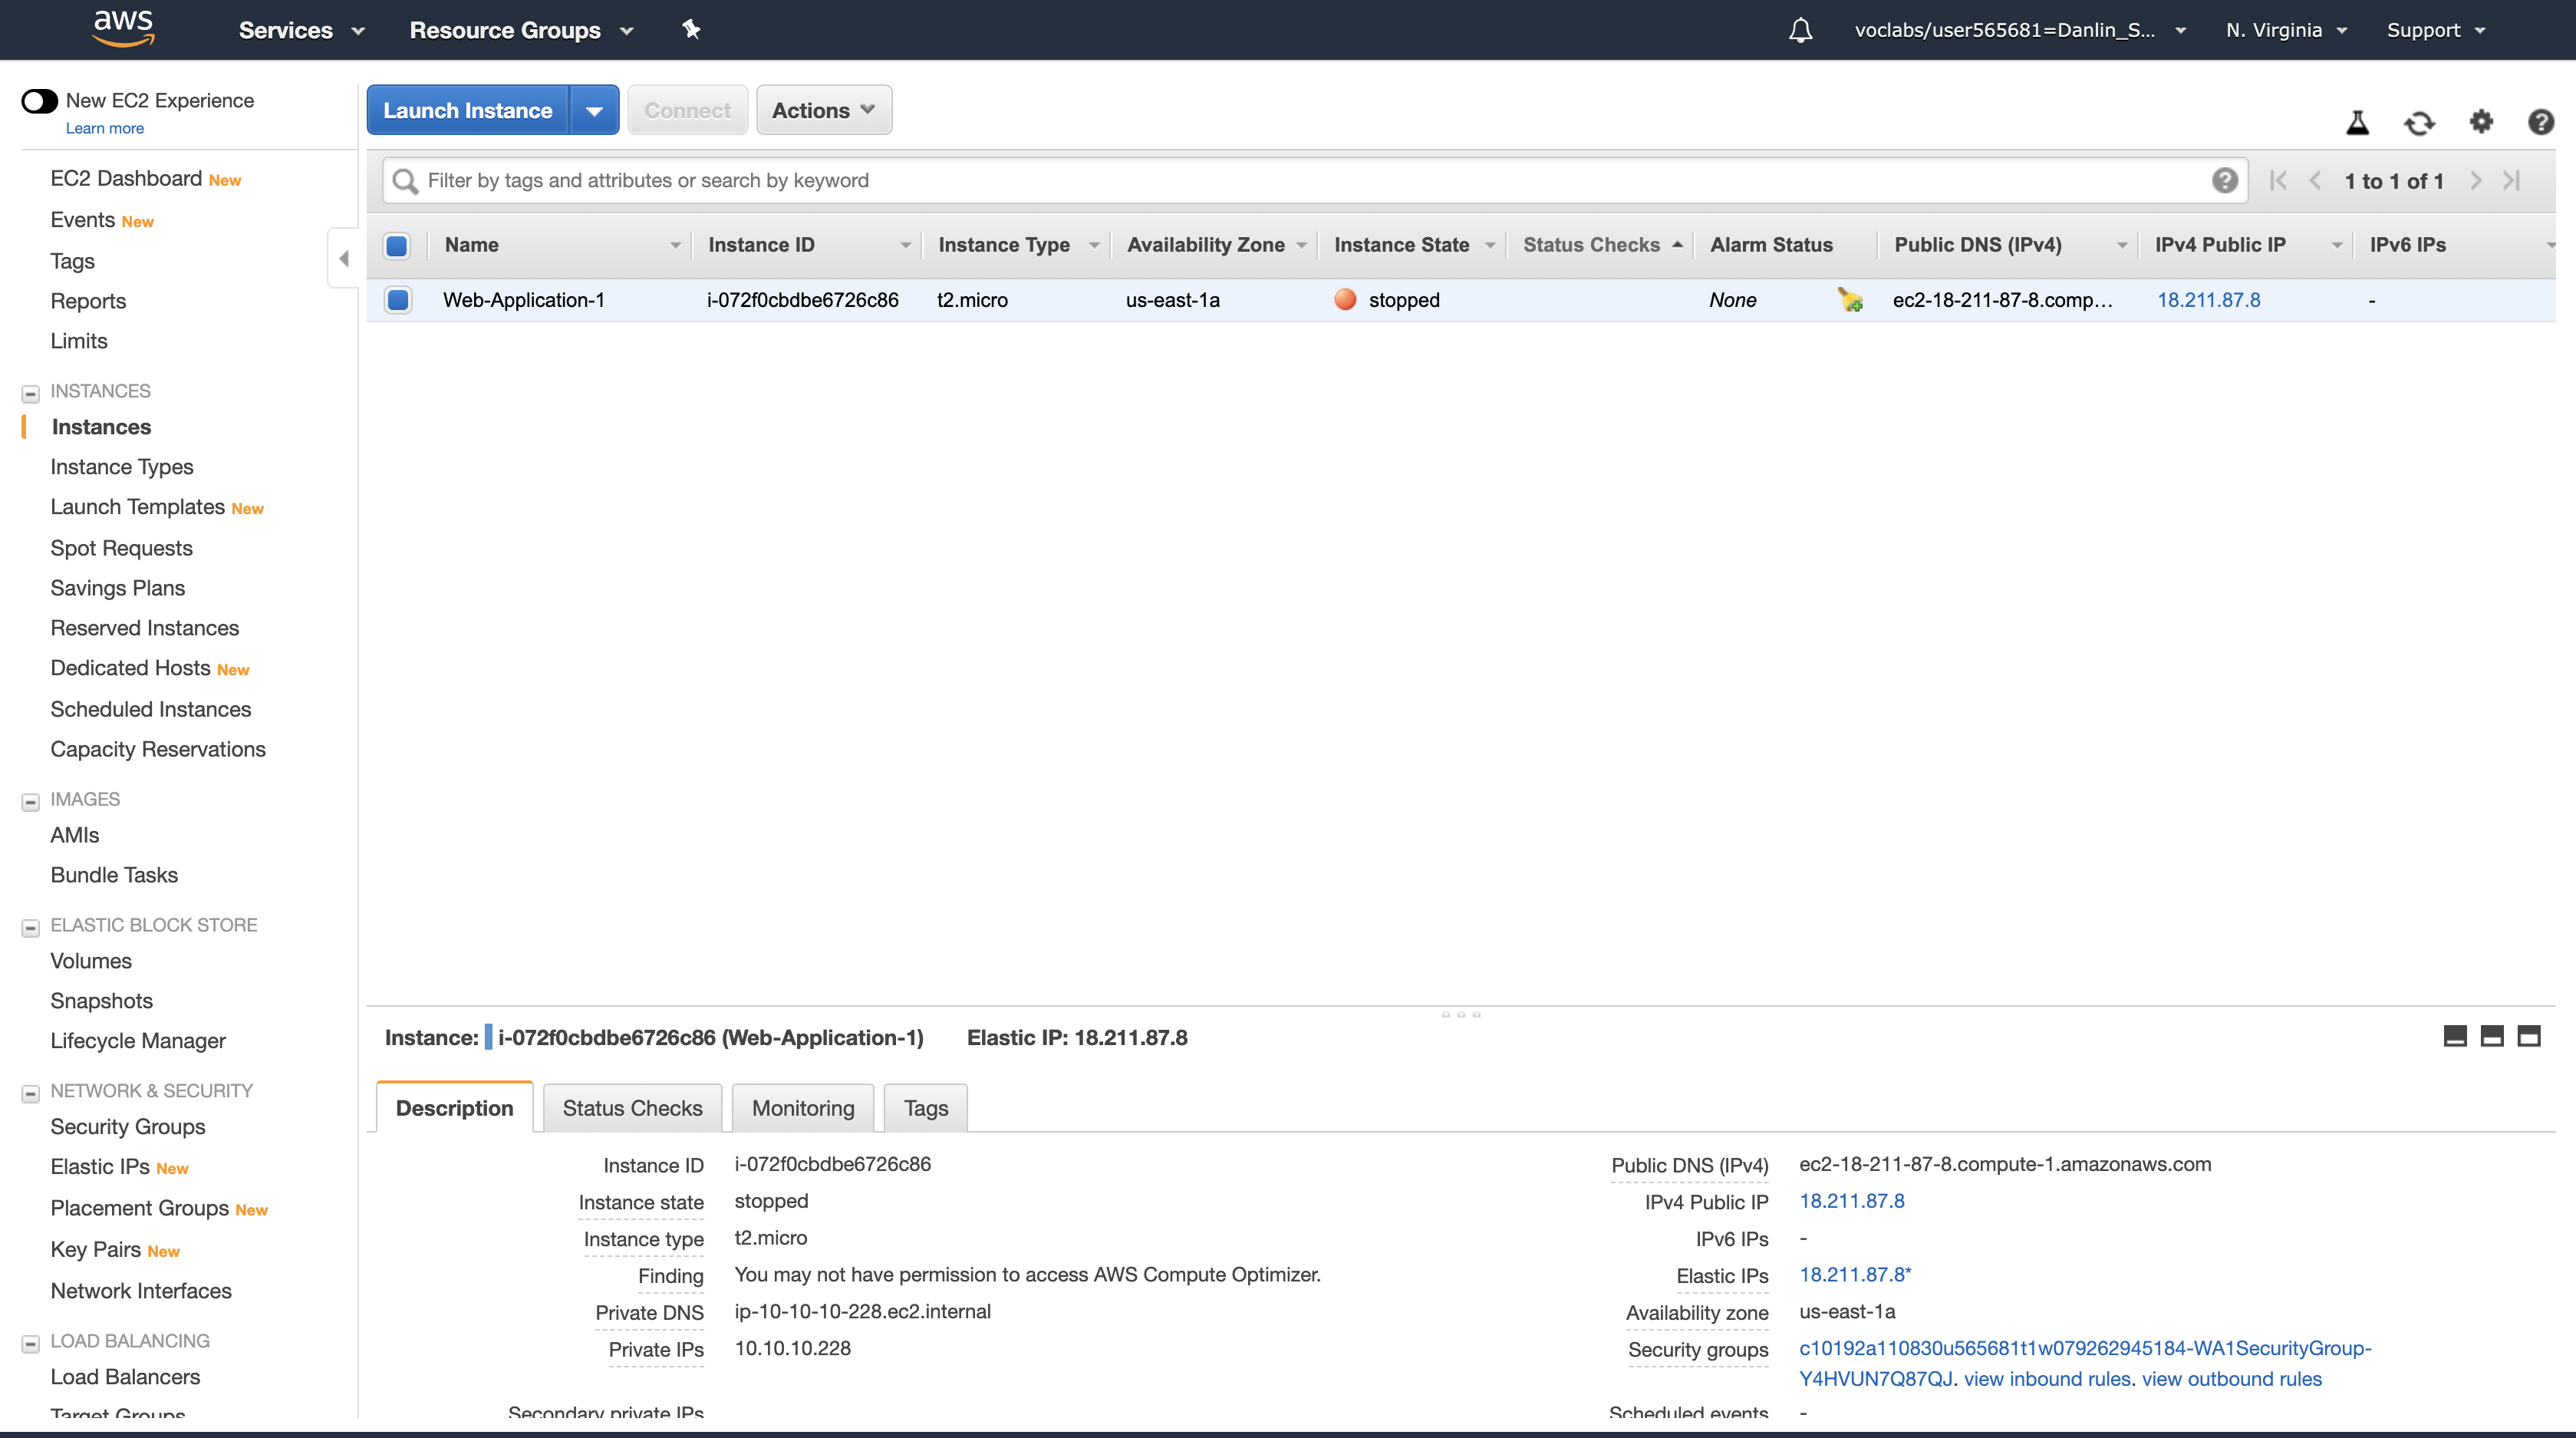 aws Services Resource Groups voclabs/user565681=Danlin_S... N. Virginia Support
New EC2 Experience
Learn more
EC2 Dashboard New
Events New
Tags
Reports
Limits
INSTANCES
Instances
Instance Types
Launch Templates New
Spot Requests
Savings Plans
Reserved Instances
Dedicated Hosts New
Scheduled Instances
Capacity Reservations
IMAGES
AMIs
Bundle Tasks
ELASTIC BLOCK STORE
Volumes
Snapshots
Lifecycle Manager
NETWORK & SECURITY
Security Groups
Elastic IPs New
Placement Groups New
Key Pairs New
Network Interfaces
LOAD BALANCING
Load Balancers
Target Groups
Launch Instance Connect Actions
Filter by tags and attributes or search by keyword 1 to 1 of 1
Name Instance ID Instance Type Availability Zone Instance State Status Checks Alarm Status Public DNS (IPv4) IPv4 Public IP IPv6 IPs
Web-Application-1 i-072f0cbdbe6726c86 t2.micro us-east-1a stopped None ec2-18-211-87-8.comp... 18.211.87.8 -
Instance: i-072f0cbdbe6726c86 (Web-Application-1) Elastic IP: 18.211.87.8
Description Status Checks Monitoring Tags
Instance ID i-072f0cbdbe6726c86
Instance state stopped
Instance type t2.micro
Finding You may not have permission to access AWS Compute Optimizer.
Private DNS ip-10-10-10-228.ec2.internal
Private IPs 10.10.10.228
Secondary private IPs
Public DNS (IPv4) ec2-18-211-87-8.compute-1.amazonaws.com
IPv4 Public IP 18.211.87.8
IPv6 IPs -
Elastic IPs 18.211.87.8*
Availability zone us-east-1a
Security groups c10192a110830u565681t1w079262945184-WA1SecurityGroup-
Y4HVUN7Q87QJ. view inbound rules. view outbound rules
Scheduled events -